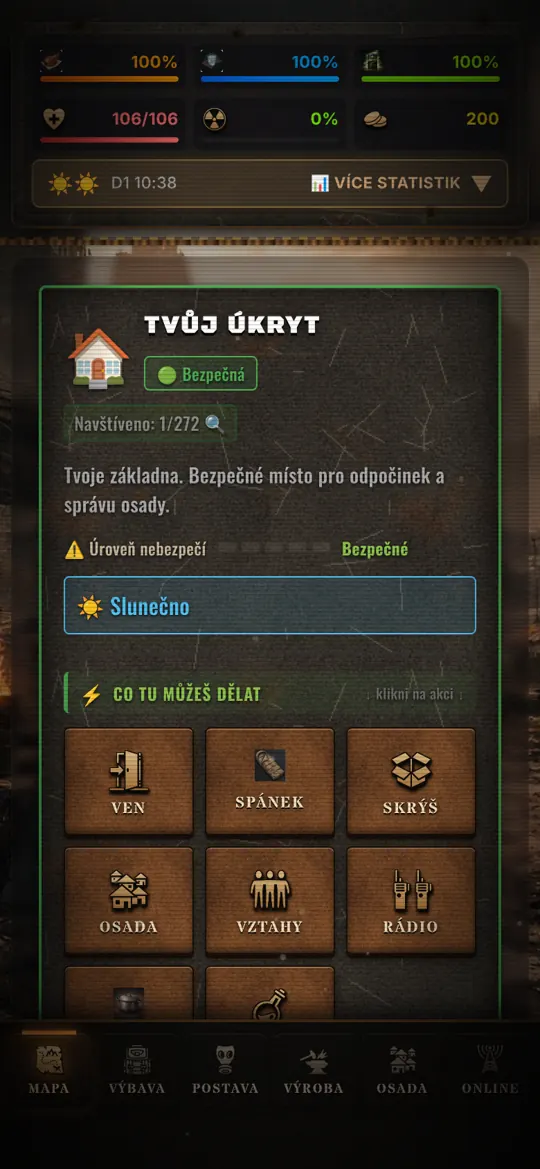 100% 100% 100%
106/106 0% 200
D1 10:38 VÍCE STATISTIK
TVŮJ ÚKRYT
Bezpečná
Navštíveno: 1/272
Tvoje základna. Bezpečné místo pro odpočinek a
správu osady.
Úroveň nebezpečí Bezpečné
Slunečno
CO TU MŮŽEŠ DĚLAT ↓ klikni na akci ↓
VEN SPÁNEK SKRÝŠ
OSADA VZTAHY RÁDIO
MAPA VÝBAVA POSTAVA VÝROBA OSADA ONLINE